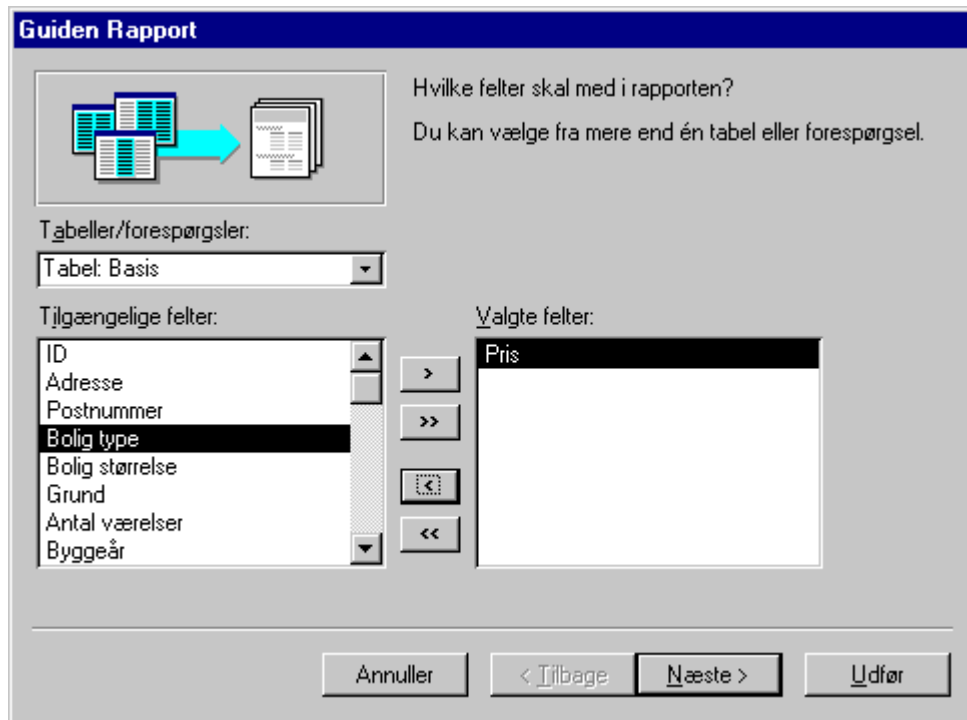 Guiden Rapport
Hvilke felter skal med i rapporten?
Du kan vælge fra mere end én tabel eller forespørgsel.
Tabeller/forespørgsler:
Tabel: Basis
Tilgængelige felter:
ID
Adresse
Postnummer
Bolig type
Bolig størrelse
Grund
Antal værelser
Byggeår
>
>>
<
<<
Valgte felter:
Pris
Annuller
< Tilbage
Næste >
Udfør